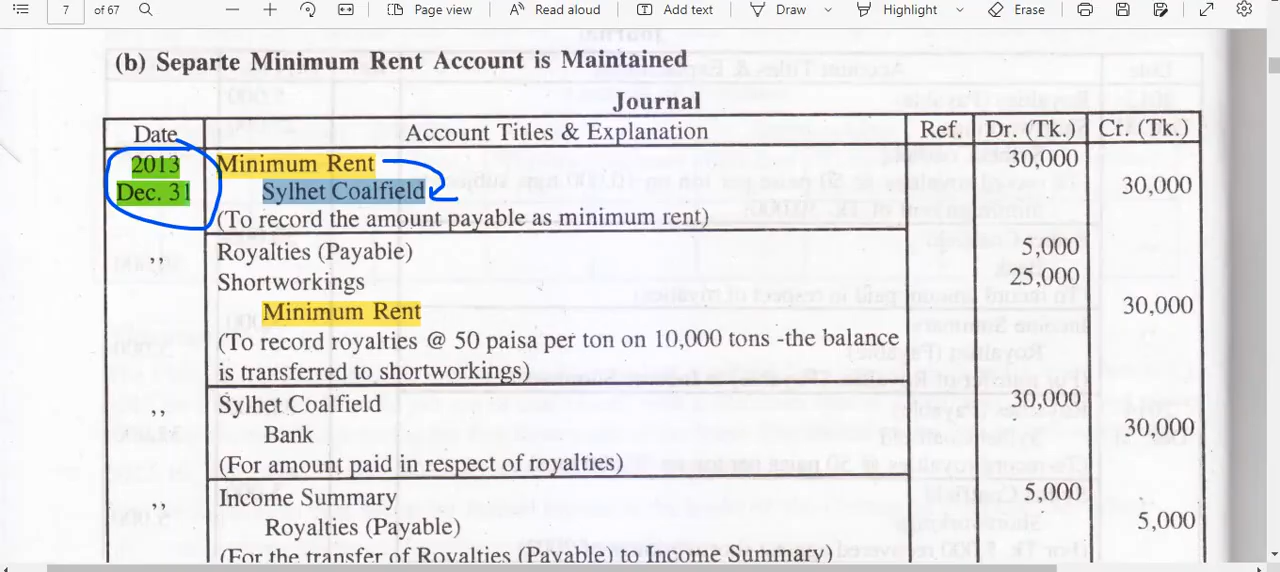 7 of 67 Page view Read aloud Add text Draw Highlight Erase
(b) Separte Minimum Rent Account is Maintained
Journal
Date Account Titles & Explanation Ref. Dr. (Tk.) Cr. (Tk.)
2013 Minimum Rent 30,000
Dec. 31 Sylhet Coalfield 30,000
(To record the amount payable as minimum rent)
,, Royalties (Payable) 5,000
Shortworkings 25,000
Minimum Rent 30,000
(To record royalties @ 50 paisa per ton on 10,000 tons -the balance
is transferred to shortworkings)
,, Sylhet Coalfield 30,000
Bank 30,000
(For amount paid in respect of royalties)
,, Income Summary 5,000
Royalties (Payable) 5,000
(For the transfer of Royalties (Payable) to Income Summary)